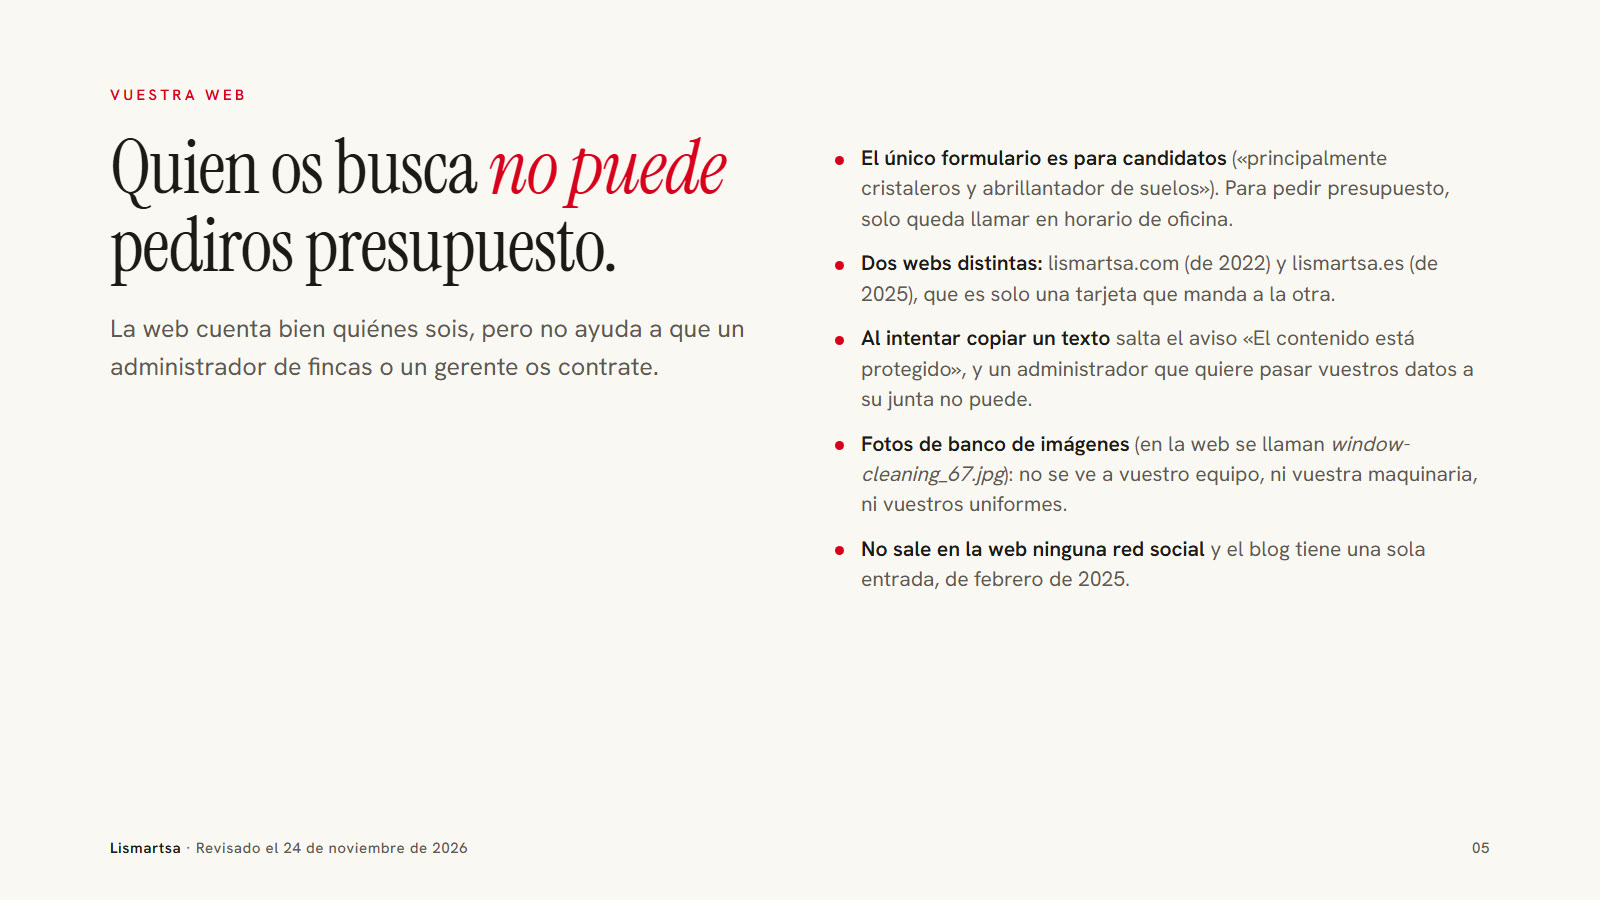 VUESTRA WEB
Quien os busca no puede
pediros presupuesto.
La web cuenta bien quiénes sois, pero no ayuda a que un
administrador de fincas o un gerente os contrate.
El único formulario es para candidatos («principalmente
cristaleros y abrillantador de suelos»). Para pedir presupuesto,
solo queda llamar en horario de oficina.
Dos webs distintas: lismartsa.com (de 2022) y lismartsa.es (de
2025), que es solo una tarjeta que manda a la otra.
Al intentar copiar un texto salta el aviso «El contenido está
protegido», y un administrador que quiere pasar vuestros datos a
su junta no puede.
Fotos de banco de imágenes (en la web se llaman window-
cleaning_67.jpg): no se ve a vuestro equipo, ni vuestra maquinaria,
ni vuestros uniformes.
No sale en la web ninguna red social y el blog tiene una sola
entrada, de febrero de 2025.
Lismartsa · Revisado el 24 de noviembre de 2026
05